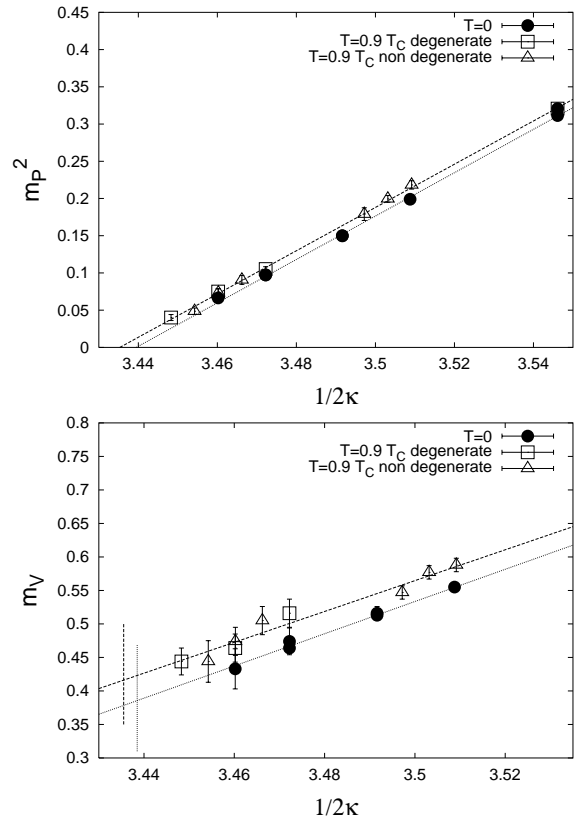 0.45
0.4
0.35
0.3
0.25
0.2
0.15
0.1
0.05
0
m_P^2
T=0
T=0.9 T_C degenerate
T=0.9 T_C non degenerate
3.44 3.46 3.48 3.5 3.52 3.54
1/2κ
0.8
0.75
0.7
0.65
0.6
0.55
0.5
0.45
0.4
0.35
0.3
m_V
T=0
T=0.9 T_C degenerate
T=0.9 T_C non degenerate
3.44 3.46 3.48 3.5 3.52
1/2κ